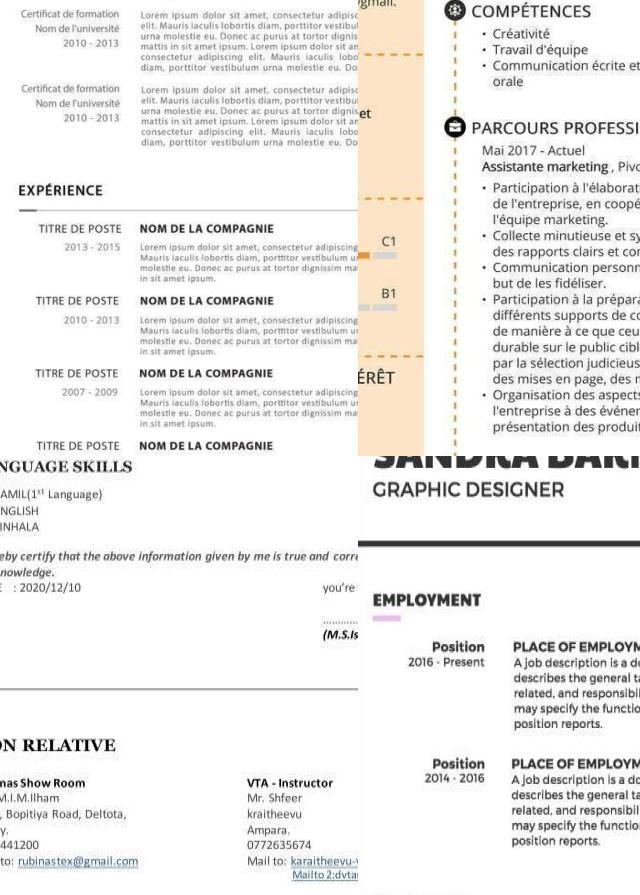 Certificat de formation
Nom de l'université
2010 - 2013
Lorem ipsum dolor sit amet, consectetur adipisc
elit. Mauris iaculis lobortis diam, porttitor vestibul
urna molestie eu. Donec ac purus at tortor digniss
mattis in sit amet ipsum. Lorem ipsum dolor sit am
consectetur adipiscing elit. Mauris iaculis lobo
diam, porttitor vestibulum urna molestie eu. Do
Certificat de formation
Nom de l'université
2010 - 2013
Lorem ipsum dolor sit amet, consectetur adipisc
elit. Mauris iaculis lobortis diam, porttitor vestibul
urna molestie eu. Donec ac purus at tortor digniss
mattis in sit amet ipsum. Lorem ipsum dolor sit am
consectetur adipiscing elit. Mauris iaculis lobo
diam, porttitor vestibulum urna molestie eu. Do
EXPÉRIENCE
TITRE DE POSTE NOM DE LA COMPAGNIE
2013 - 2015
Lorem ipsum dolor sit amet, consectetur adipiscing
Mauris iaculis lobortis diam, porttitor vestibulum u
molestie eu. Donec ac purus at tortor dignissim ma
in sit amet ipsum.
TITRE DE POSTE NOM DE LA COMPAGNIE
2010 - 2013
Lorem ipsum dolor sit amet, consectetur adipiscing
Mauris iaculis lobortis diam, porttitor vestibulum u
molestie eu. Donec ac purus at tortor dignissim ma
in sit amet ipsum.
TITRE DE POSTE NOM DE LA COMPAGNIE
2007 - 2009
Lorem ipsum dolor sit amet, consectetur adipiscing
Mauris iaculis lobortis diam, porttitor vestibulum u
molestie eu. Donec ac purus at tortor dignissim ma
in sit amet ipsum.
TITRE DE POSTE NOM DE LA COMPAGNIE
gmail.
et
C1
B1
ÉRÊT
COMPÉTENCES
• Créativité
• Travail d'équipe
• Communication écrite et
orale
PARCOURS PROFESSI
Mai 2017 - Actuel
Assistante marketing , Pivo
• Participation à l'élaborati
de l'entreprise, en coopé
l'équipe marketing.
• Collecte minutieuse et sy
des rapports clairs et con
• Communication personn
but de les fidéliser.
• Participation à la prépara
différents supports de co
de manière à ce que ceu
durable sur le public cibl
par la sélection judicieus
des mises en page, des m
• Organisation des aspects
l'entreprise à des événem
présentation des produit
NGUAGE SKILLS
AMIL(1st Language)
NGLISH
INHALA
eby certify that the above information given by me is true and corre
nowledge.
E : 2020/12/10
you're
(M.S.Is
ON RELATIVE
nas Show Room
M.I.M.Ilham
, Bopitiya Road, Deltota,
y.
441200
to: rubinastex@gmail.com
VTA - Instructor
Mr. Shfeer
kraitheevu
Ampara.
0772635674
Mail to: karaitheevu-v
Mailto2:dvtar
SANDRA BARI
GRAPHIC DESIGNER
EMPLOYMENT
Position
2016 - Present
PLACE OF EMPLOYM
A job description is a do
describes the general ta
related, and responsibil
may specify the function
position reports.
Position
2014 - 2016
PLACE OF EMPLOYM
A job description is a do
describes the general ta
related, and responsibil
may specify the function
position reports.